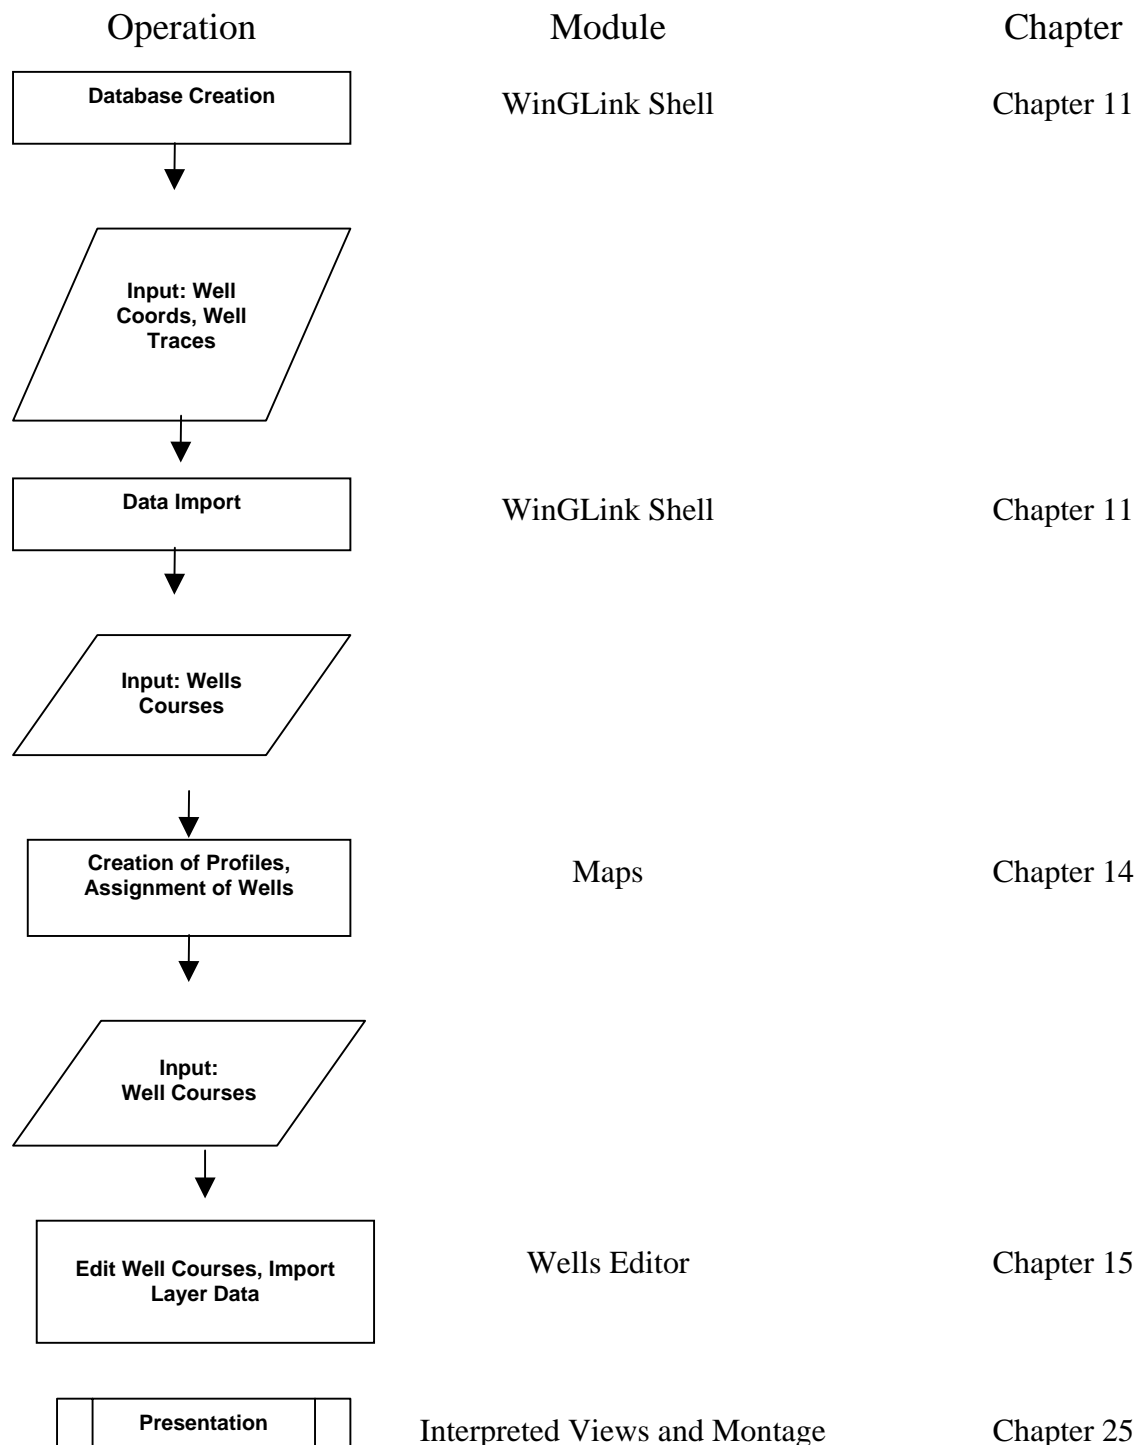 Operation Module Chapter
Database Creation WinGLink Shell Chapter 11
Input: Well
Coords, Well
Traces
Data Import WinGLink Shell Chapter 11
Input: Wells
Courses
Creation of Profiles,
Assignment of Wells
Maps Chapter 14
Input:
Well Courses
Edit Well Courses, Import
Layer Data
Wells Editor Chapter 15
Presentation Interpreted Views and Montage Chapter 25